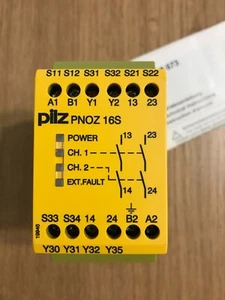 S11 S12 S31 S32 S21 S22
A1 B1 Y1 Y2 13 23
pilz PNOZ 16S
POWER
13 23
CH. 1
CH. 2
EXT.FAULT
14 24
S33 S34 14 24 B2 A2
Y30 Y31 Y32 Y35